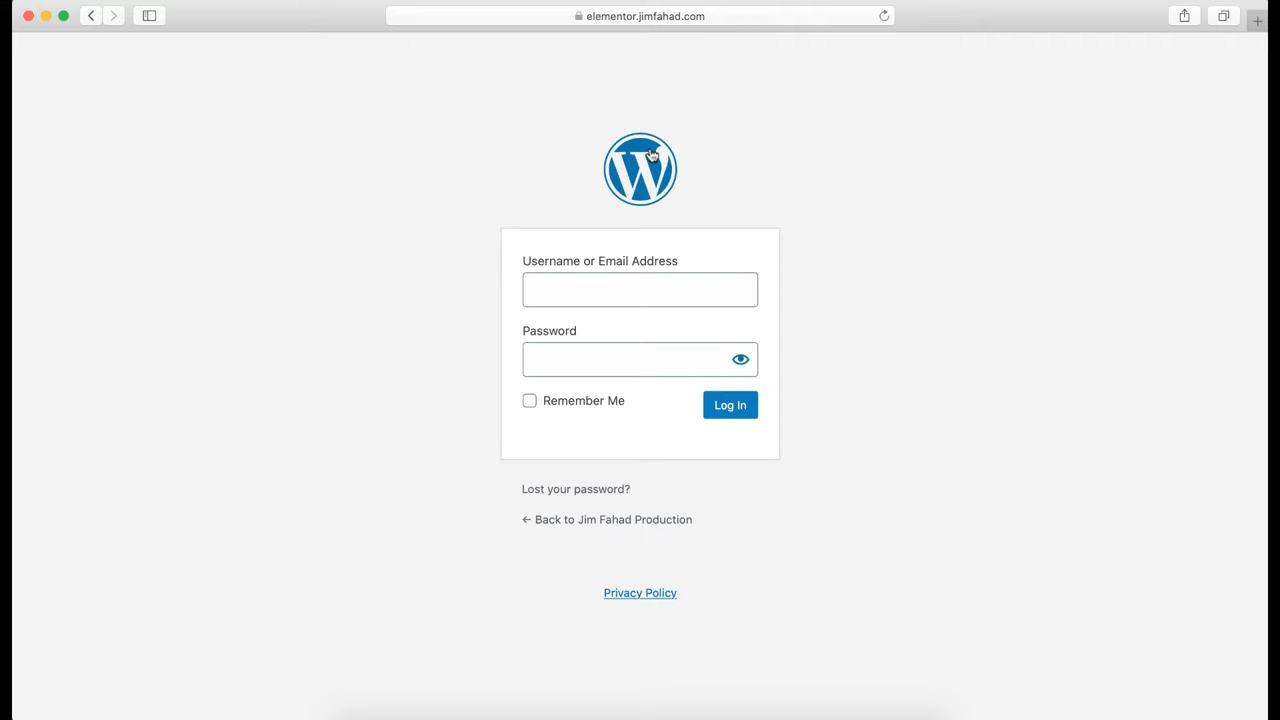 elementor.jimfahad.com
Username or Email Address
Password
Remember Me
Log In
Lost your password?
← Back to Jim Fahad Production
Privacy Policy